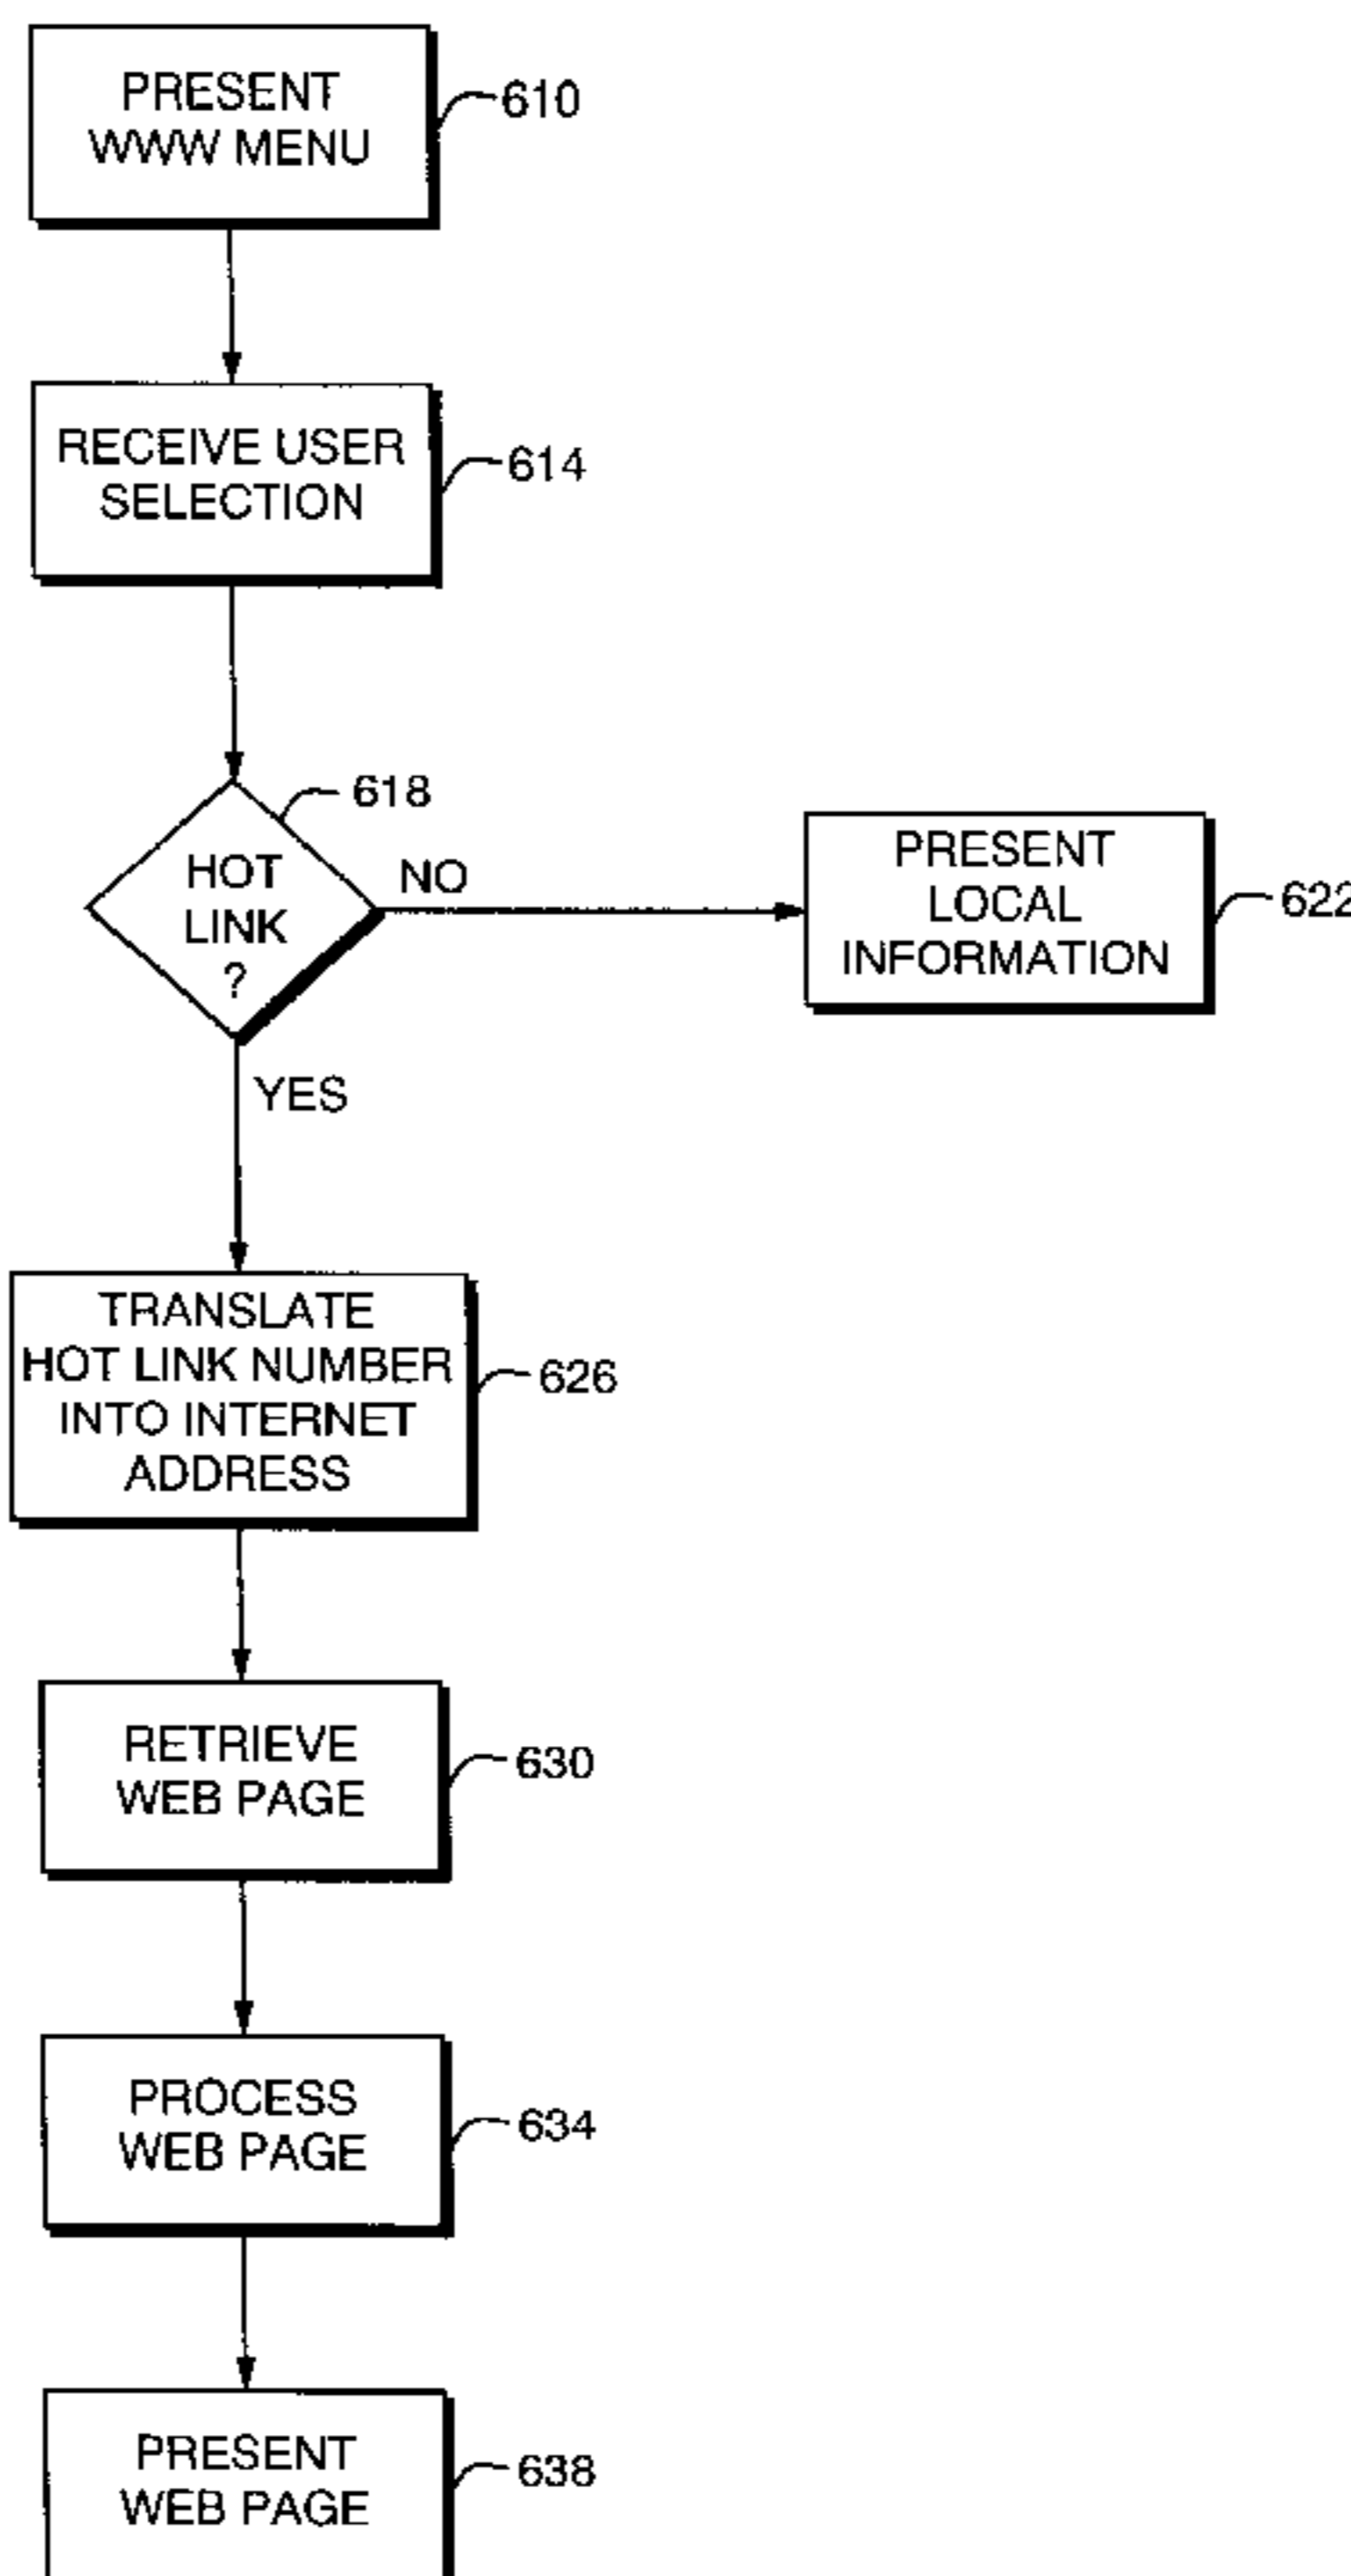 PRESENT
WWW MENU
610
RECEIVE USER
SELECTION
614
618
HOT
LINK
?
NO
PRESENT
LOCAL
INFORMATION
622
YES
TRANSLATE
HOT LINK NUMBER
INTO INTERNET
ADDRESS
626
RETRIEVE
WEB PAGE
630
PROCESS
WEB PAGE
634
PRESENT
WEB PAGE
638